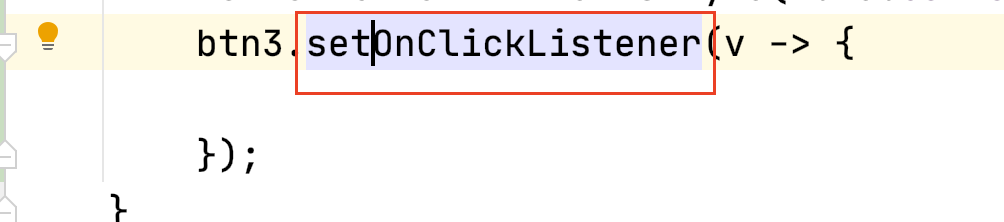 btn3.setOnClickListener(v -> {
});
}